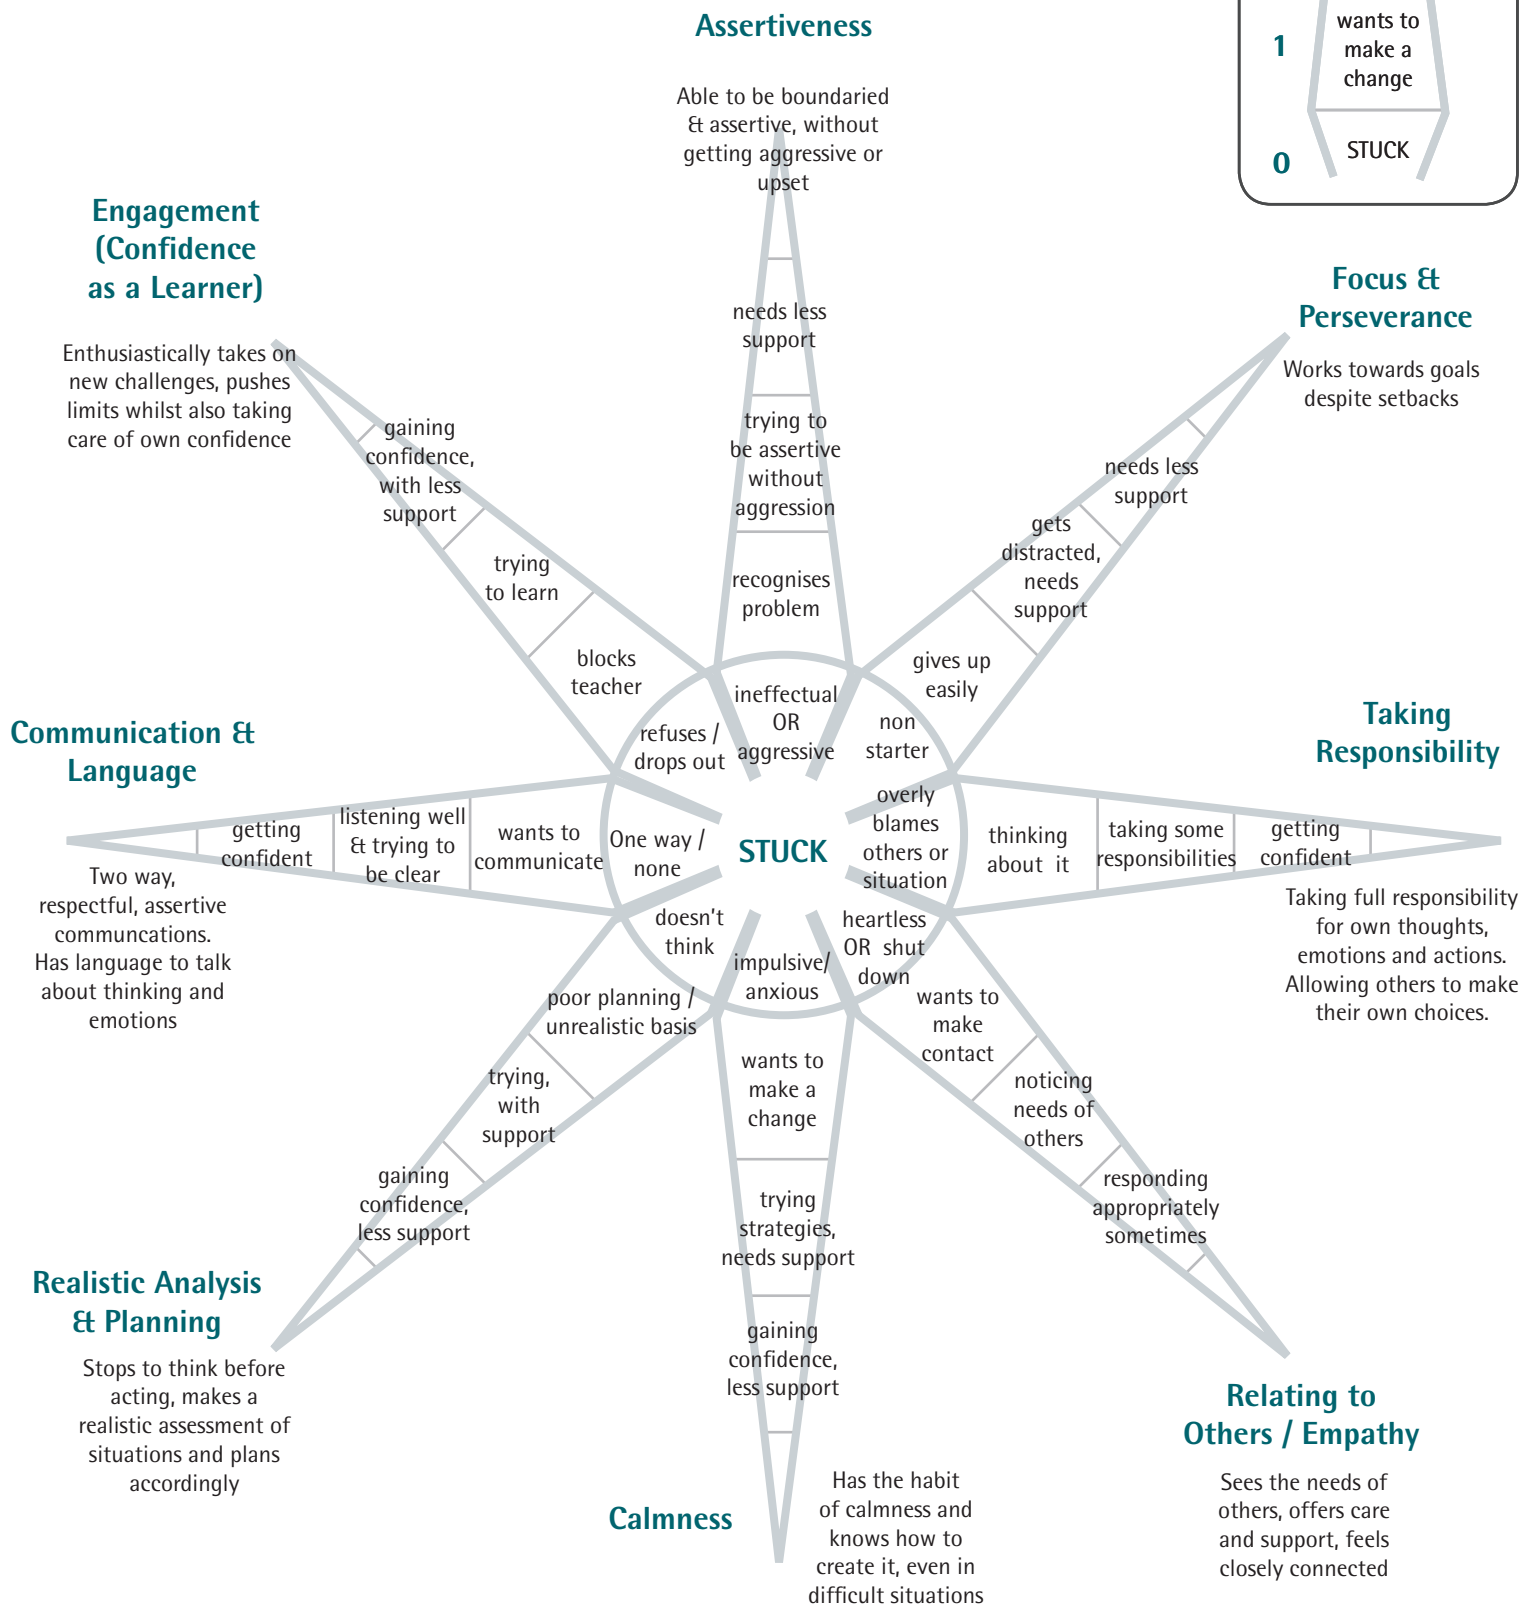 Assertiveness
Able to be boundaried
& assertive, without
getting aggressive or
upset
needs less
support
trying to
be assertive
without
aggression
recognises
problem
ineffectual
OR
aggressive
1
wants to
make a
change
0
STUCK
Engagement
(Confidence
as a Learner)
Enthusiastically takes on
new challenges, pushes
limits whilst also taking
care of own confidence
gaining
confidence,
with less
support
trying
to learn
blocks
teacher
refuses /
drops out
Focus &
Perseverance
Works towards goals
despite setbacks
needs less
support
gets
distracted,
needs
support
gives up
easily
non
starter
Communication &
Language
getting
confident
listening well
& trying to
be clear
wants to
communicate
One way /
none
Two way,
respectful, assertive
communcations.
Has language to talk
about thinking and
emotions
STUCK
Taking
Responsibility
overly
blames
others or
situation
thinking
about it
taking some
responsibilities
getting
confident
Taking full responsibility
for own thoughts,
emotions and actions.
Allowing others to make
their own choices.
doesn't
think
poor planning /
unrealistic basis
trying,
with
support
gaining
confidence,
less support
Realistic Analysis
& Planning
Stops to think before
acting, makes a
realistic assessment of
situations and plans
accordingly
impulsive/
anxious
wants to
make a
change
trying
strategies,
needs support
gaining
confidence,
less support
Calmness
Has the habit
of calmness and
knows how to
create it, even in
difficult situations
heartless
OR shut
down
wants to
make
contact
noticing
needs of
others
responding
appropriately
sometimes
Relating to
Others / Empathy
Sees the needs of
others, offers care
and support, feels
closely connected